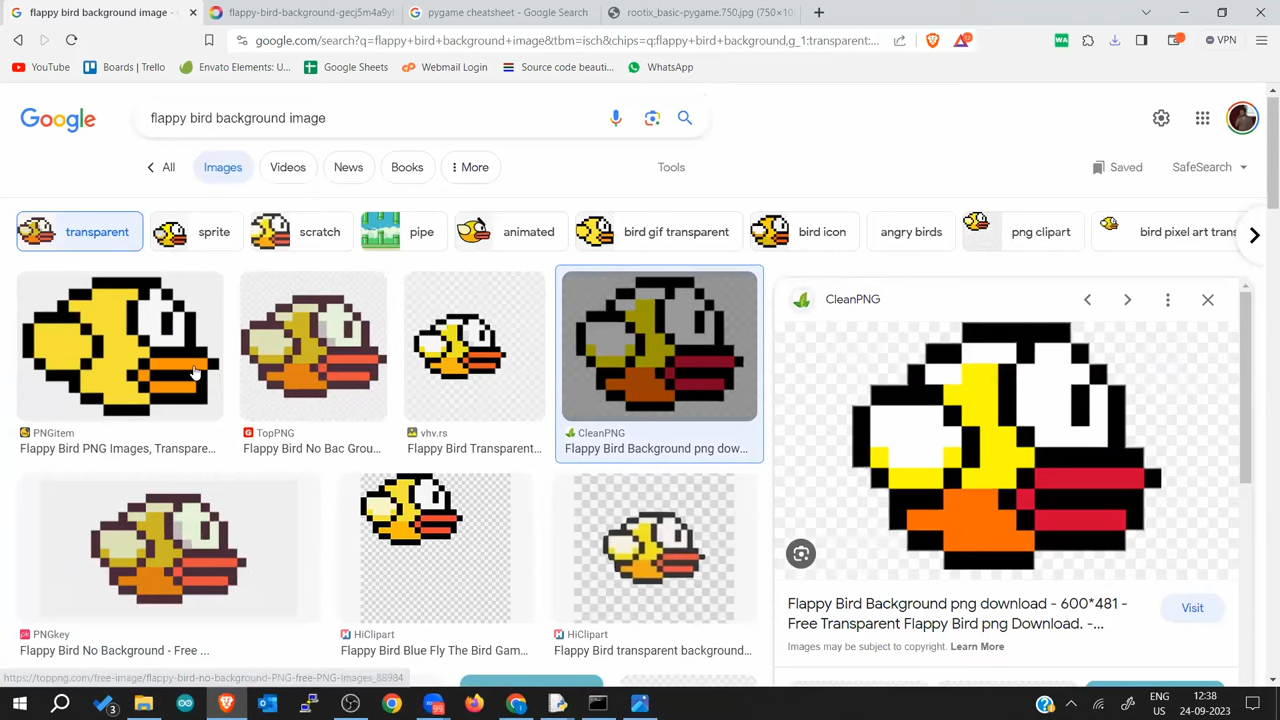 flappy bird background image -
flappy-bird-background-gecj5m4a9yl
pygame cheatsheet - Google Search
rootix_basic-pygame.750.jpg (750×10
google.com/search?q=flappy+bird+background+image&tbm=isch&chips=q:flappy+bird+background,g_1:transparent:...
VPN
YouTube
Boards | Trello
Envato Elements: U...
Google Sheets
Webmail Login
Source code beauti...
WhatsApp
Google
flappy bird background image
All
Images
Videos
News
Books
More
Tools
Saved
SafeSearch
transparent
sprite
scratch
pipe
animated
bird gif transparent
bird icon
angry birds
png clipart
bird pixel art trans
CleanPNG
PNGitem
TopPNG
vhv.rs
CleanPNG
Flappy Bird PNG Images, Transpare...
Flappy Bird No Bac Grou...
Flappy Bird Transparent...
Flappy Bird Background png dow...
Flappy Bird Background png download - 600*481 -
Free Transparent Flappy Bird png Download. -...
Visit
Images may be subject to copyright. Learn More
PNGkey
HiClipart
HiClipart
Flappy Bird No Background - Free ...
Flappy Bird Blue Fly The Bird Gam...
Flappy Bird transparent background...
https://toppng.com/free-image/flappy-bird-no-background-PNG-free-PNG-Images_88984
3
99
ENG
US
12:38
24-09-2023